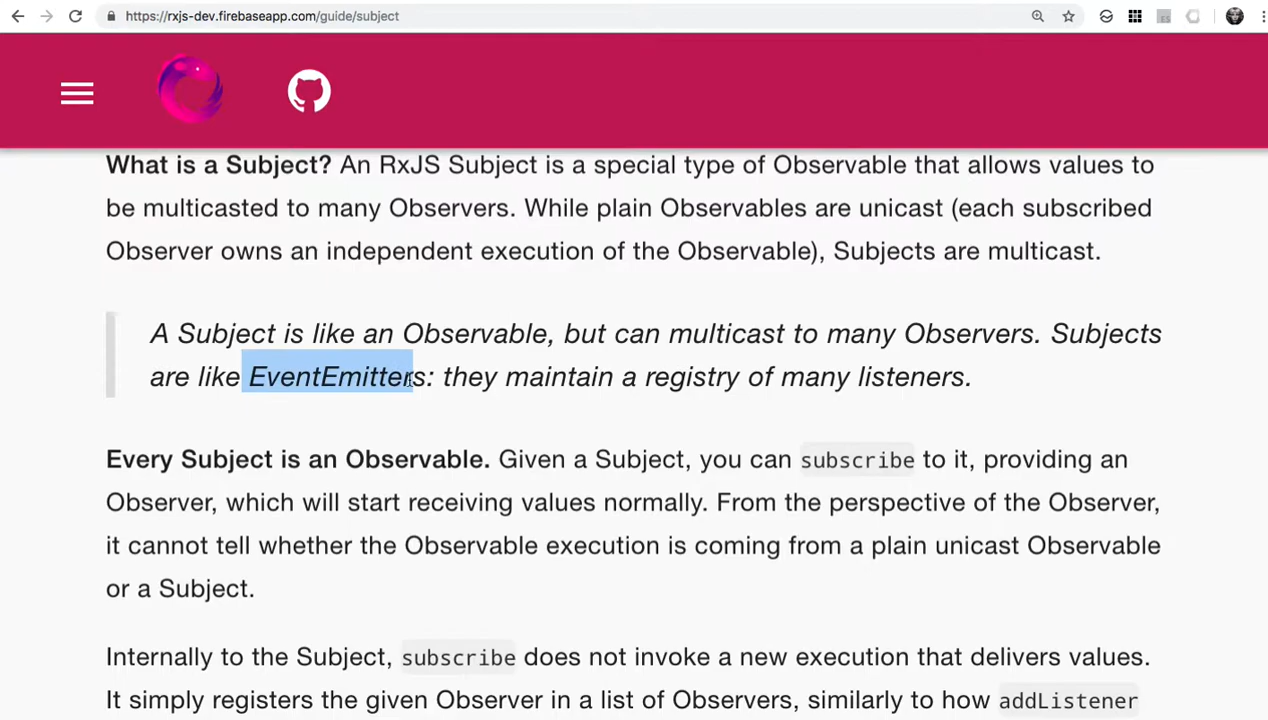 https://rxjs-dev.firebaseapp.com/guide/subject
What is a Subject? An RxJS Subject is a special type of Observable that allows values to
be multicasted to many Observers. While plain Observables are unicast (each subscribed
Observer owns an independent execution of the Observable), Subjects are multicast.
A Subject is like an Observable, but can multicast to many Observers. Subjects
are like EventEmitters: they maintain a registry of many listeners.
Every Subject is an Observable. Given a Subject, you can subscribe to it, providing an
Observer, which will start receiving values normally. From the perspective of the Observer,
it cannot tell whether the Observable execution is coming from a plain unicast Observable
or a Subject.
Internally to the Subject, subscribe does not invoke a new execution that delivers values.
It simply registers the given Observer in a list of Observers, similarly to how addListener